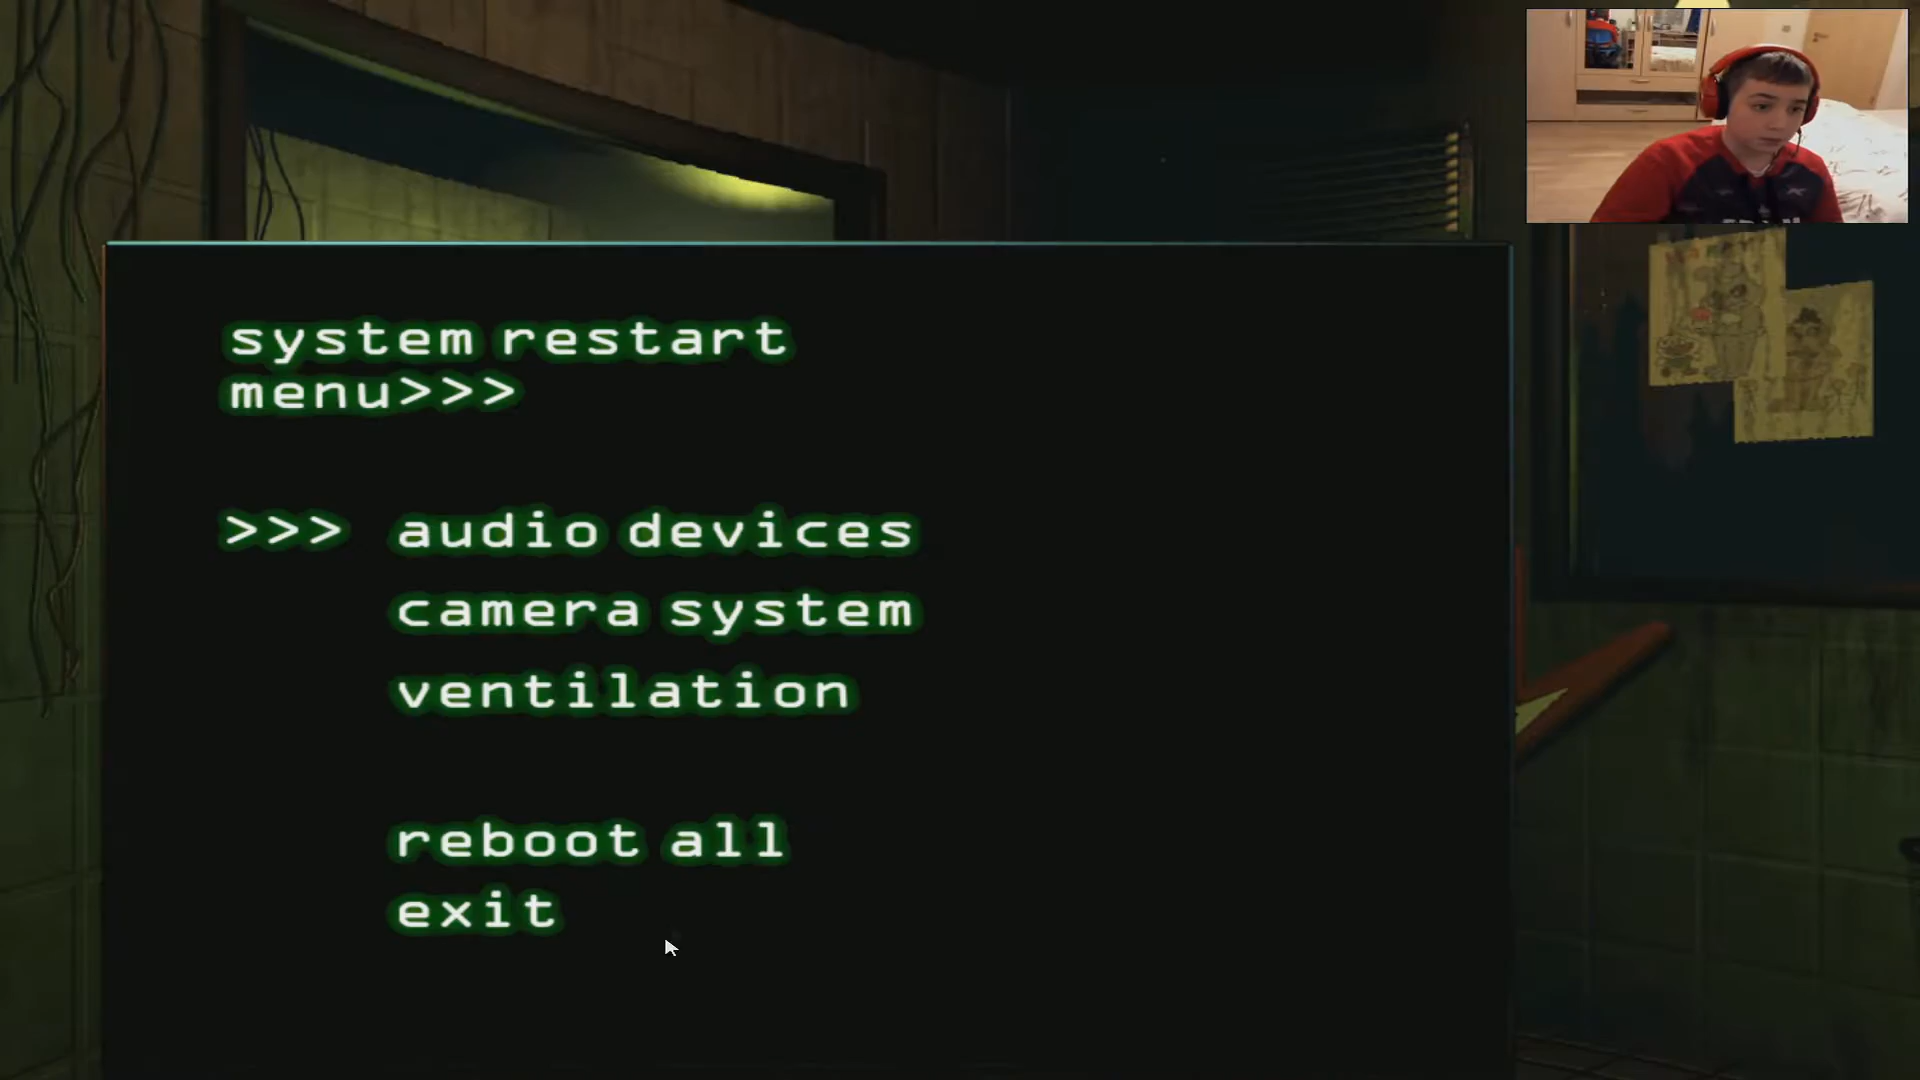 system restart
menu>>>
>>> audio devices
camera system
ventilation
reboot all
exit